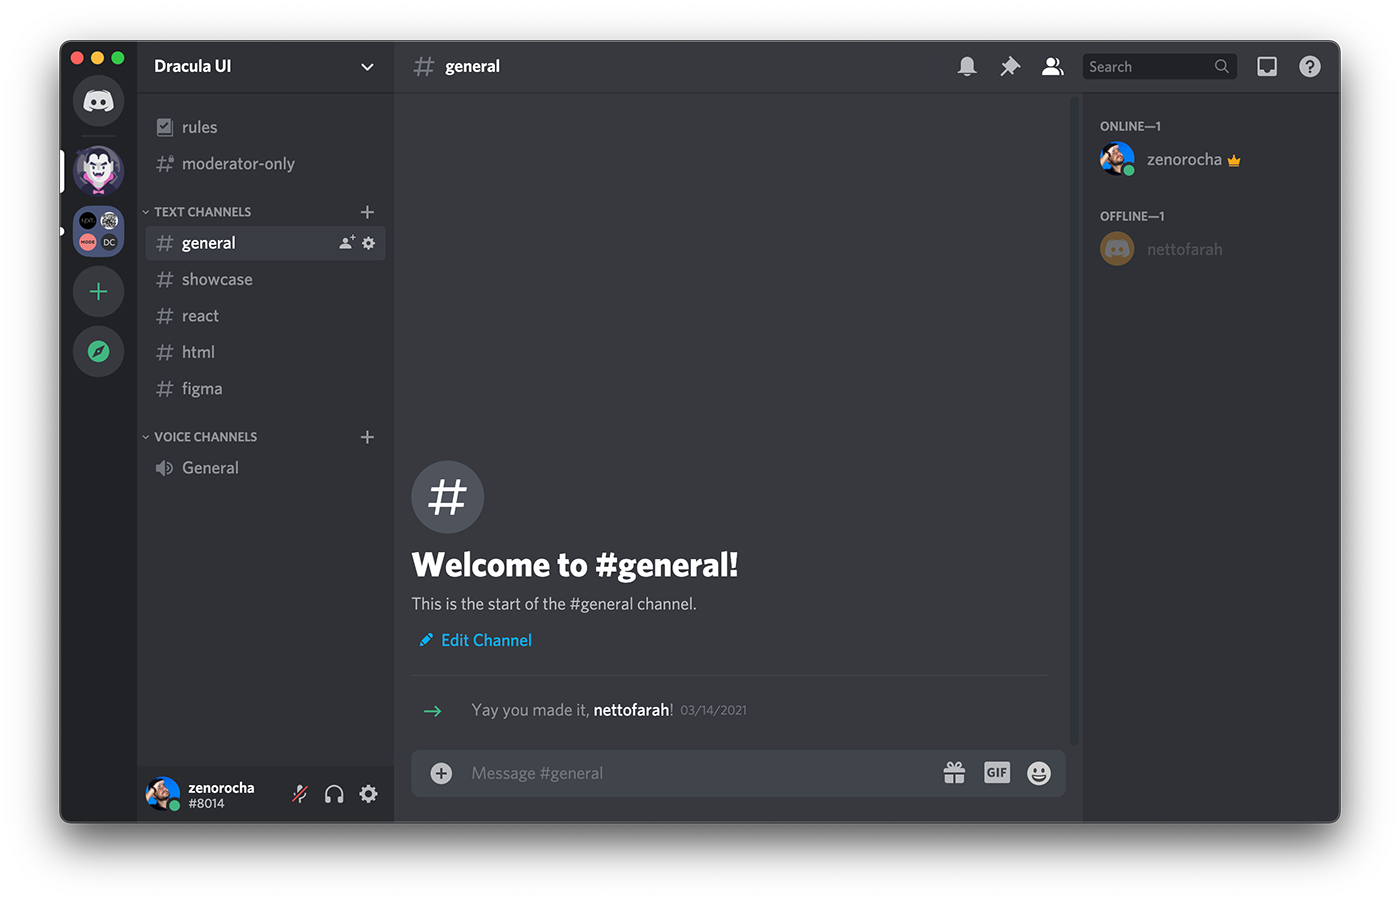 Dracula UI
rules
moderator-only
TEXT CHANNELS
general
showcase
react
html
figma
VOICE CHANNELS
General
zenorocha
#8014
MODE
DC
general
Search
Welcome to #general!
This is the start of the #general channel.
Edit Channel
Yay you made it, nettofarah! 03/14/2021
Message #general
GIF
ONLINE—1
zenorocha
OFFLINE—1
nettofarah